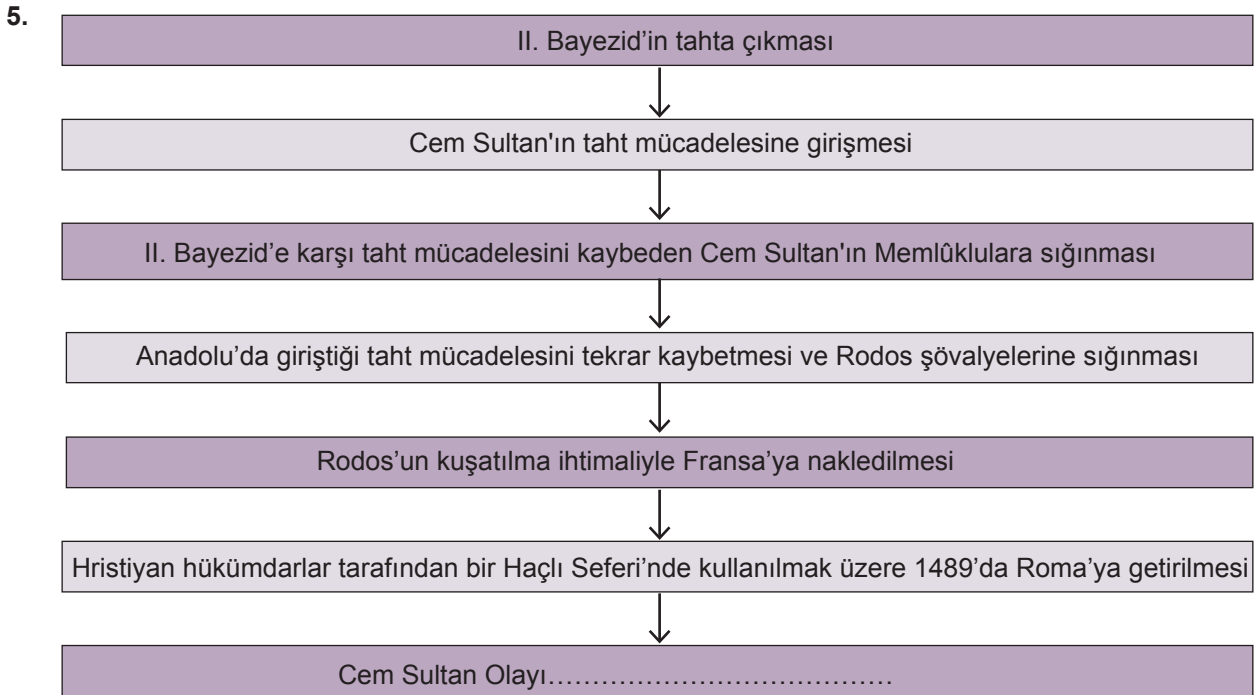 5.
II. Bayezid’in tahta çıkması
Cem Sultan'ın taht mücadelesine girişmesi
II. Bayezid’e karşı taht mücadelesini kaybeden Cem Sultan'ın Memlûklulara sığınması
Anadolu’da giriştiği taht mücadelesini tekrar kaybetmesi ve Rodos şövalyelerine sığınması
Rodos’un kuşatılma ihtimaliyle Fransa’ya nakledilmesi
Hristiyan hükümdarlar tarafından bir Haçlı Seferi’nde kullanılmak üzere 1489’da Roma’ya getirilmesi
Cem Sultan Olayı…………………………………